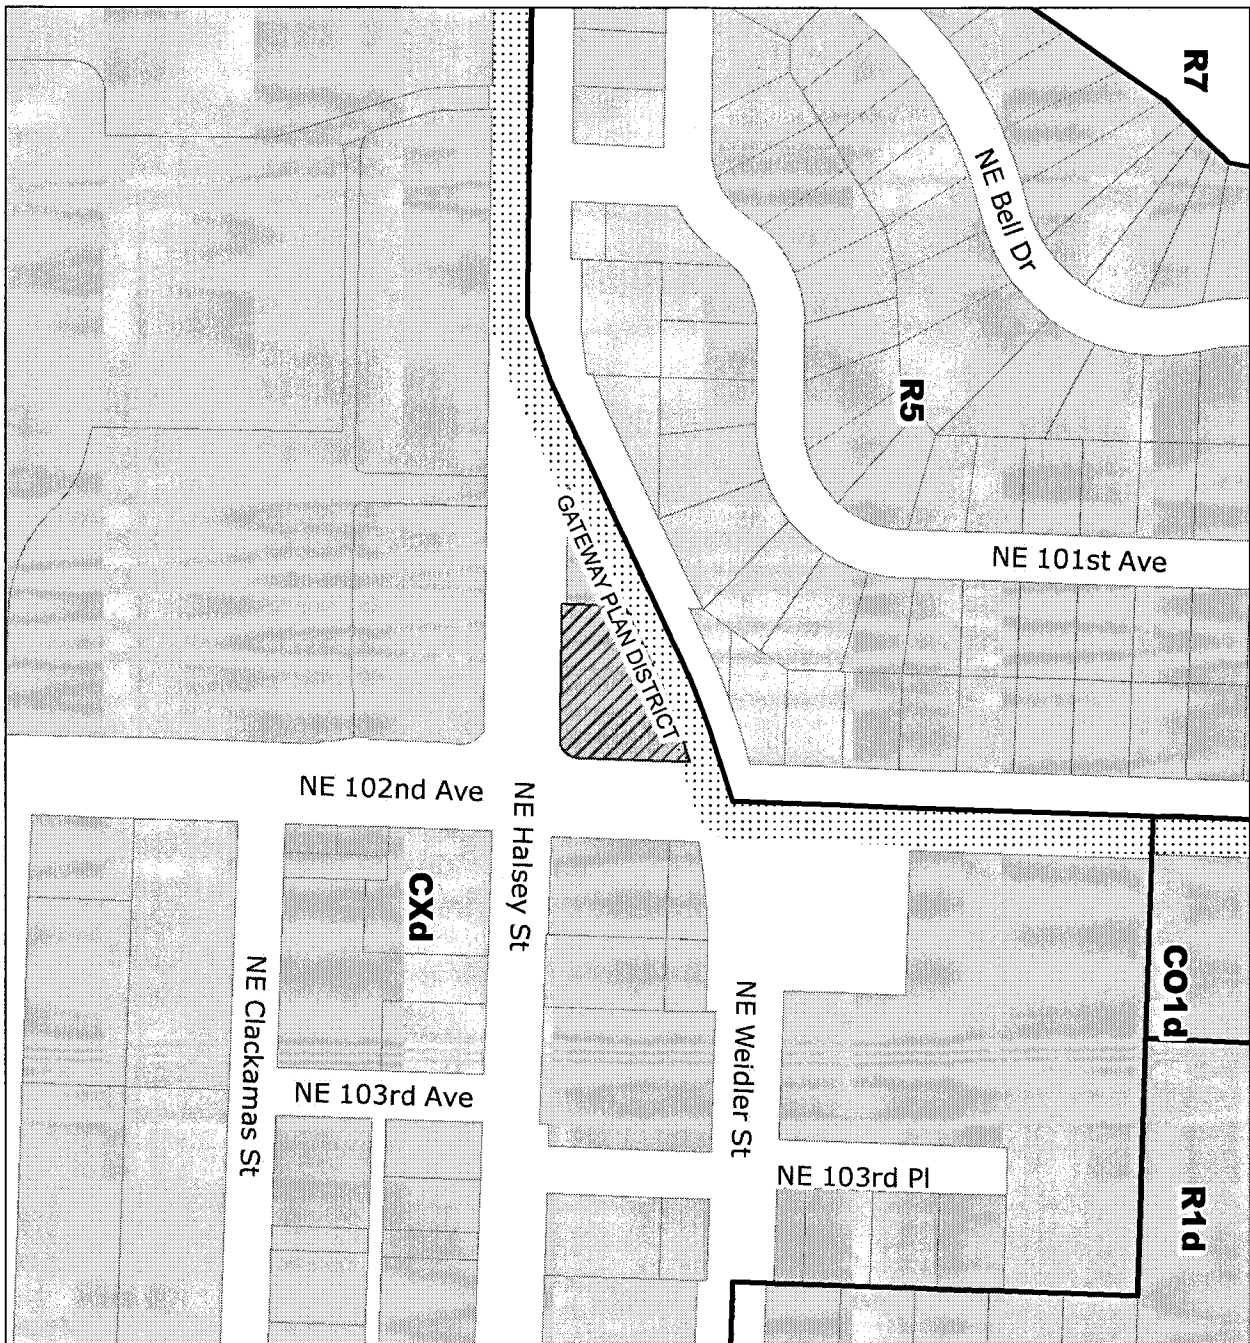 R7
NE Bell Dr
R5
GATEWAY PLAN DISTRICT
NE 101st Ave
NE 102nd Ave
NE Halsey St
CXd
CO1d
NE Clackamas St
NE Weidler St
NE 103rd Ave
NE 103rd Pl
R1d